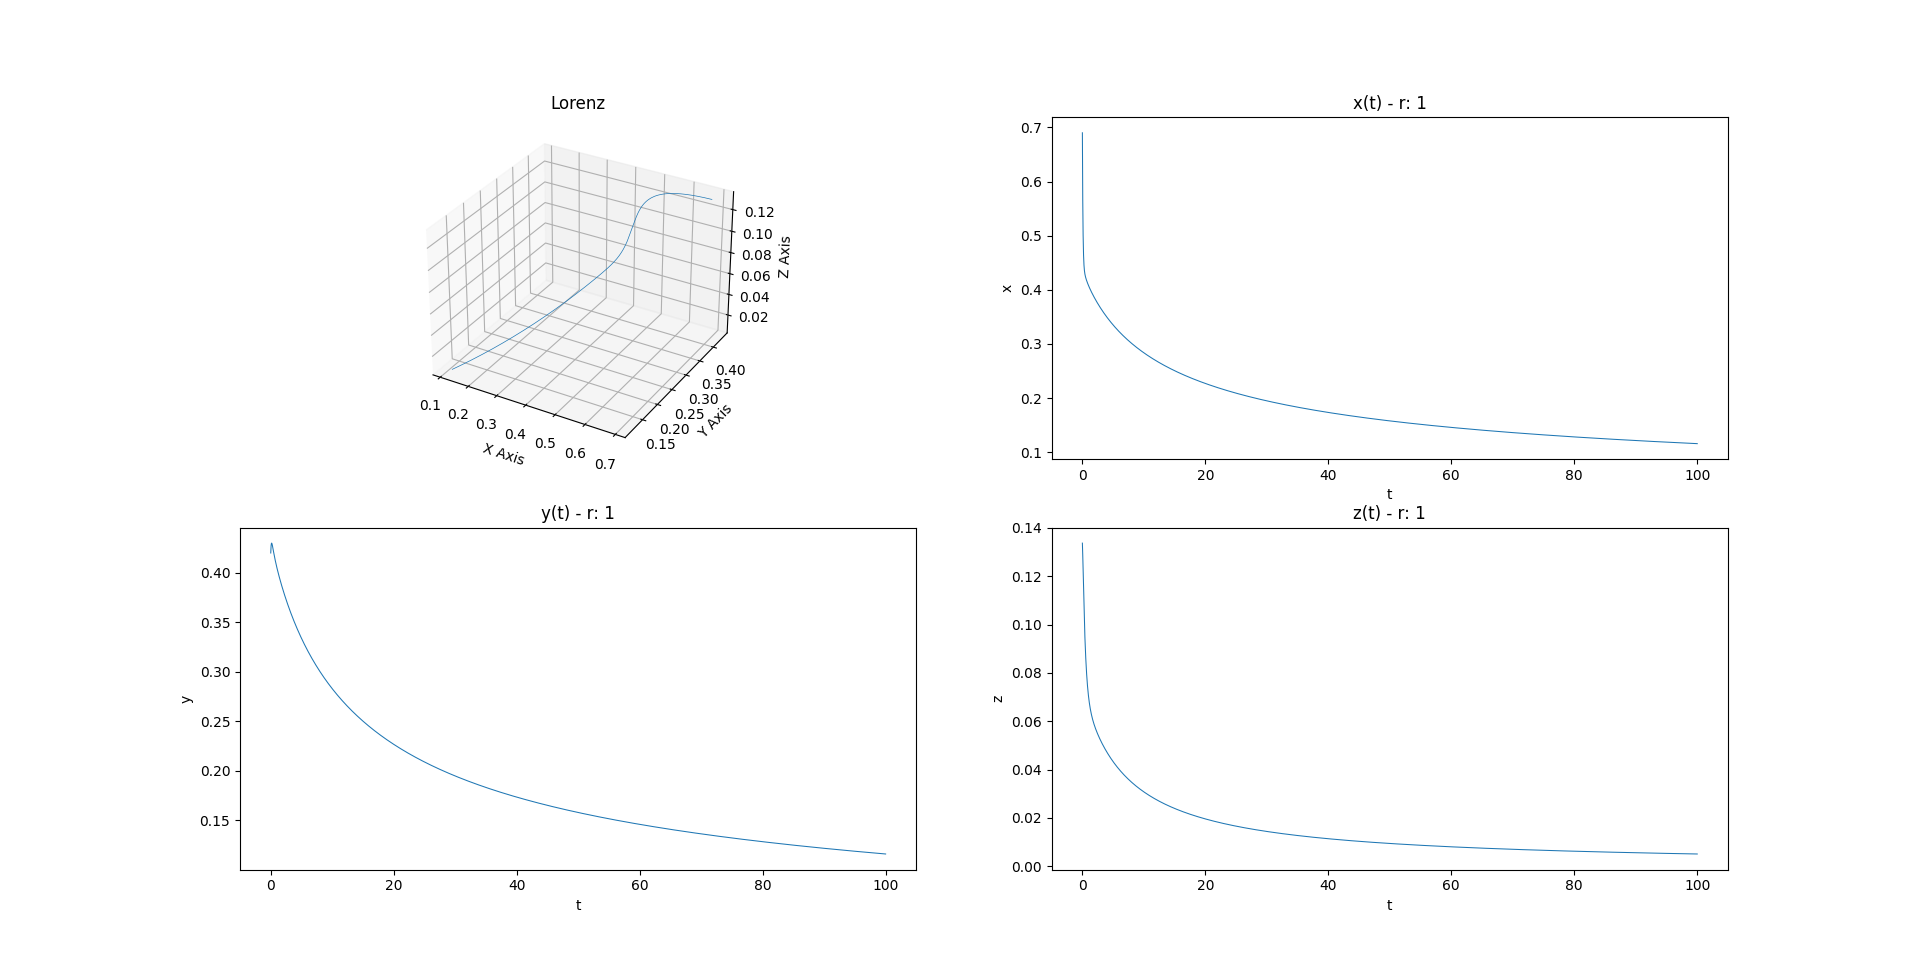 Lorenz
0.12
0.10
0.08
0.06
0.04
0.02
Z Axis
0.40
0.35
0.30
0.25
0.20
0.15
Y Axis
0.1
0.2
0.3
0.4
0.5
0.6
0.7
X Axis
x(t) - r: 1
0.7
0.6
0.5
0.4
0.3
0.2
0.1
x
0 20 40 60 80 100
t
y(t) - r: 1
0.40
0.35
0.30
0.25
0.20
0.15
y
0 20 40 60 80 100
t
z(t) - r: 1
0.14
0.12
0.10
0.08
0.06
0.04
0.02
0.00
z
0 20 40 60 80 100
t